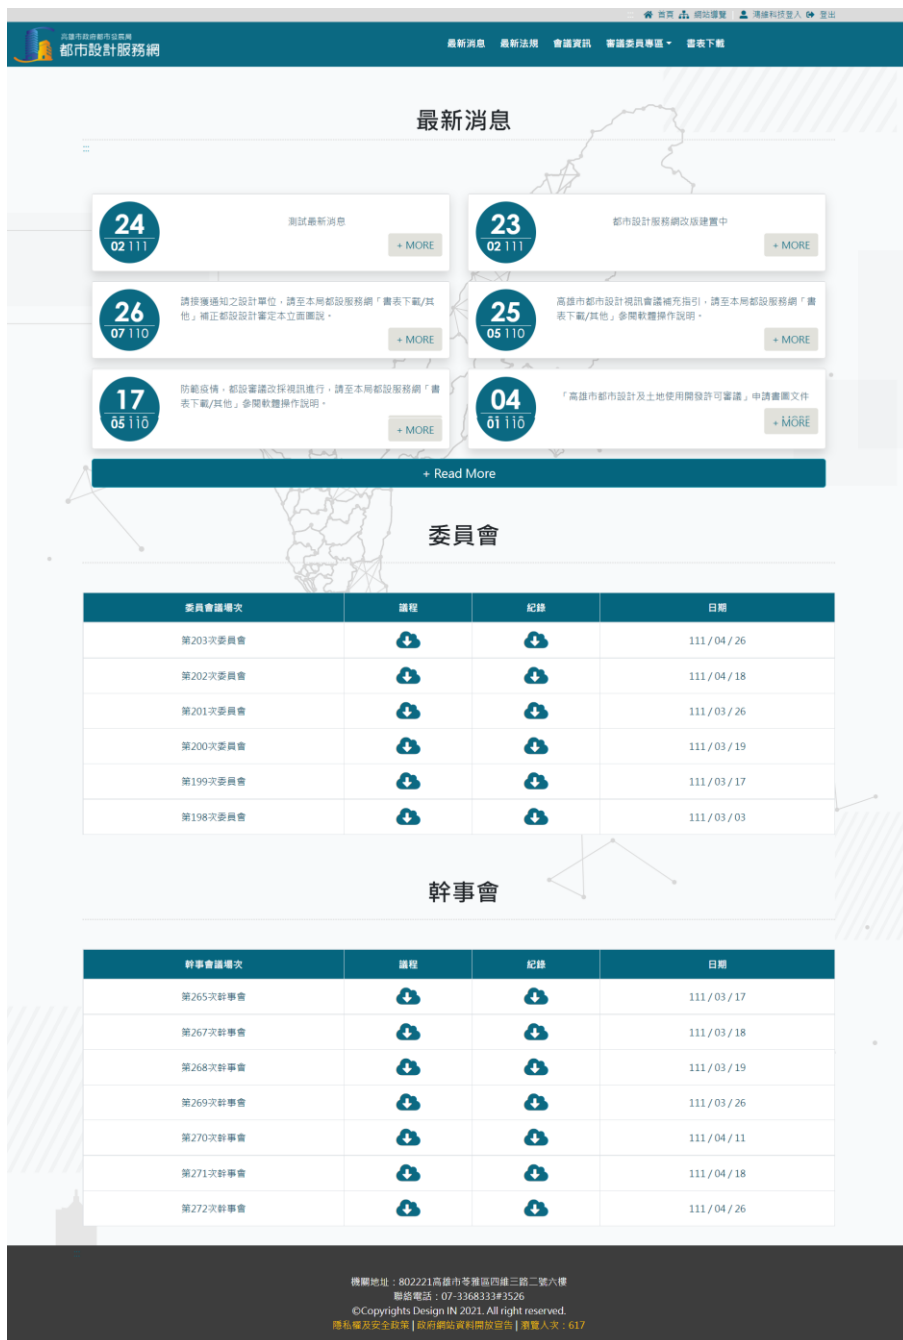 首頁 網站導覽 鴻維科技登入 登出
高雄市政府都市發展局
都市設計服務網
最新消息 最新法規 會議資訊 審議委員專區 書表下載
最新消息
:::
24
02 111
測試最新消息
+ MORE
23
02 111
都市設計服務網改版建置中
+ MORE
26
07 110
請接獲通知之設計單位，請至本局都設服務網「書表下載/其
他」補正都設設計審定本立面圖說。
+ MORE
25
05 110
高雄市都市設計視訊會議補充指引，請至本局都設服務網「書
表下載/其他」參閱軟體操作說明。
+ MORE
17
05 110
防範疫情，都設審議改採視訊進行，請至本局都設服務網「書
表下載/其他」參閱軟體操作說明。
+ MORE
04
01 110
「高雄市都市設計及土地使用開發許可審議」申請書圖文件
+ MORE
+ Read More
委員會
委員會議場次 議程 紀錄 日期
第203次委員會 111 / 04 / 26
第202次委員會 111 / 04 / 18
第201次委員會 111 / 03 / 26
第200次委員會 111 / 03 / 19
第199次委員會 111 / 03 / 17
第198次委員會 111 / 03 / 03
幹事會
幹事會議場次 議程 紀錄 日期
第265次幹事會 111 / 03 / 17
第267次幹事會 111 / 03 / 18
第268次幹事會 111 / 03 / 19
第269次幹事會 111 / 03 / 26
第270次幹事會 111 / 04 / 11
第271次幹事會 111 / 04 / 18
第272次幹事會 111 / 04 / 26
機關地址：802221高雄市苓雅區四維三路二號六樓
聯絡電話：07-3368333#3526
©Copyrights Design IN 2021. All right reserved.
隱私權及安全政策 | 政府網站資料開放宣告 | 瀏覽人次：617